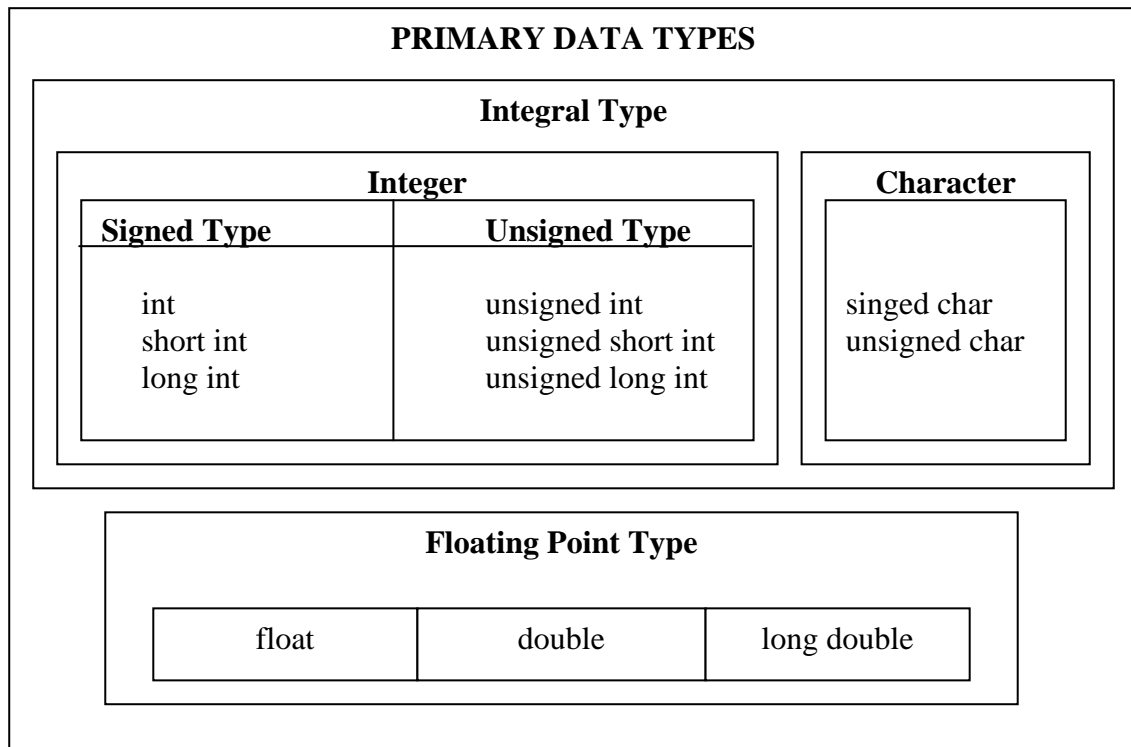 PRIMARY DATA TYPES
Integral Type
Integer
Character
Signed Type
Unsigned Type
int
unsigned int
singed char
short int
unsigned short int
unsigned char
long int
unsigned long int
Floating Point Type
float
double
long double